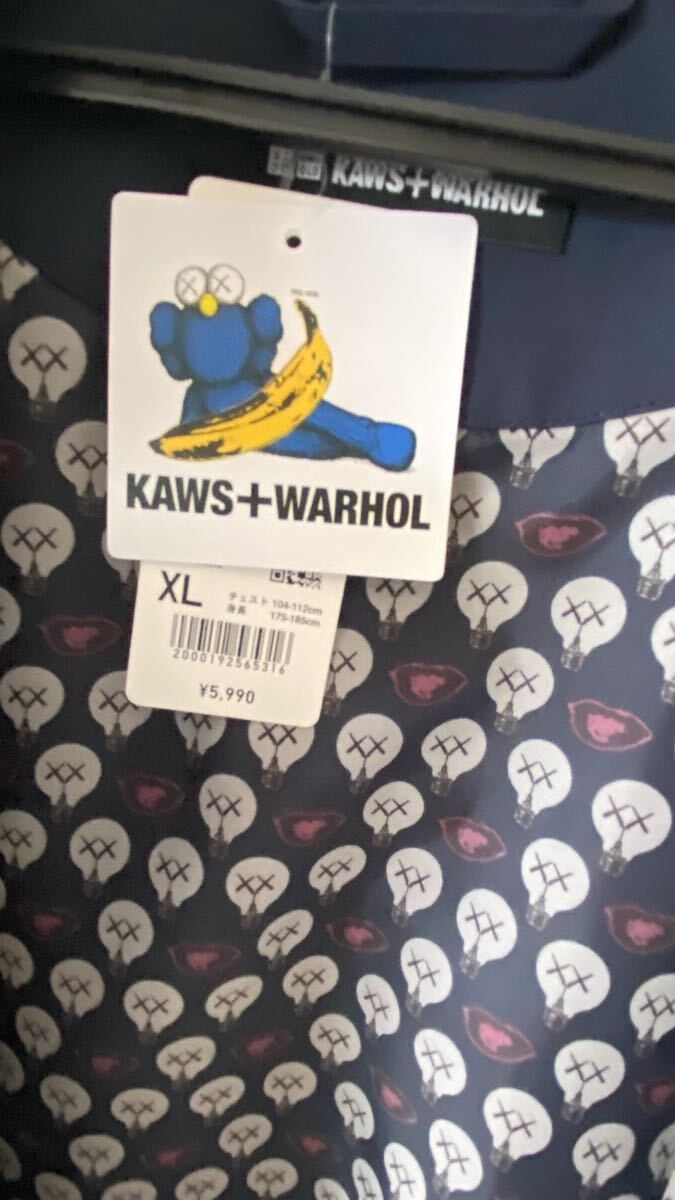 KAWS+WARHOL
KAWS+WARHOL
XL
チェスト 104-112cm
身長 175-185cm
2000192565316
¥5,990